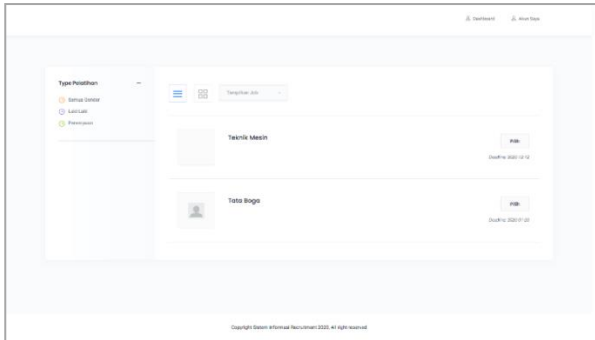 Dashboard
Akun Saya
Type Pelatihan
Semua Gender
Laki Laki
Perempuan
Tampilkan
Teknik Mesin
Pilih
Deadline: 2020-12-12
Tata Boga
Pilih
Deadline: 2020-07-20
Copyright Sistem Informasi Recruitment 2020. All right reserved